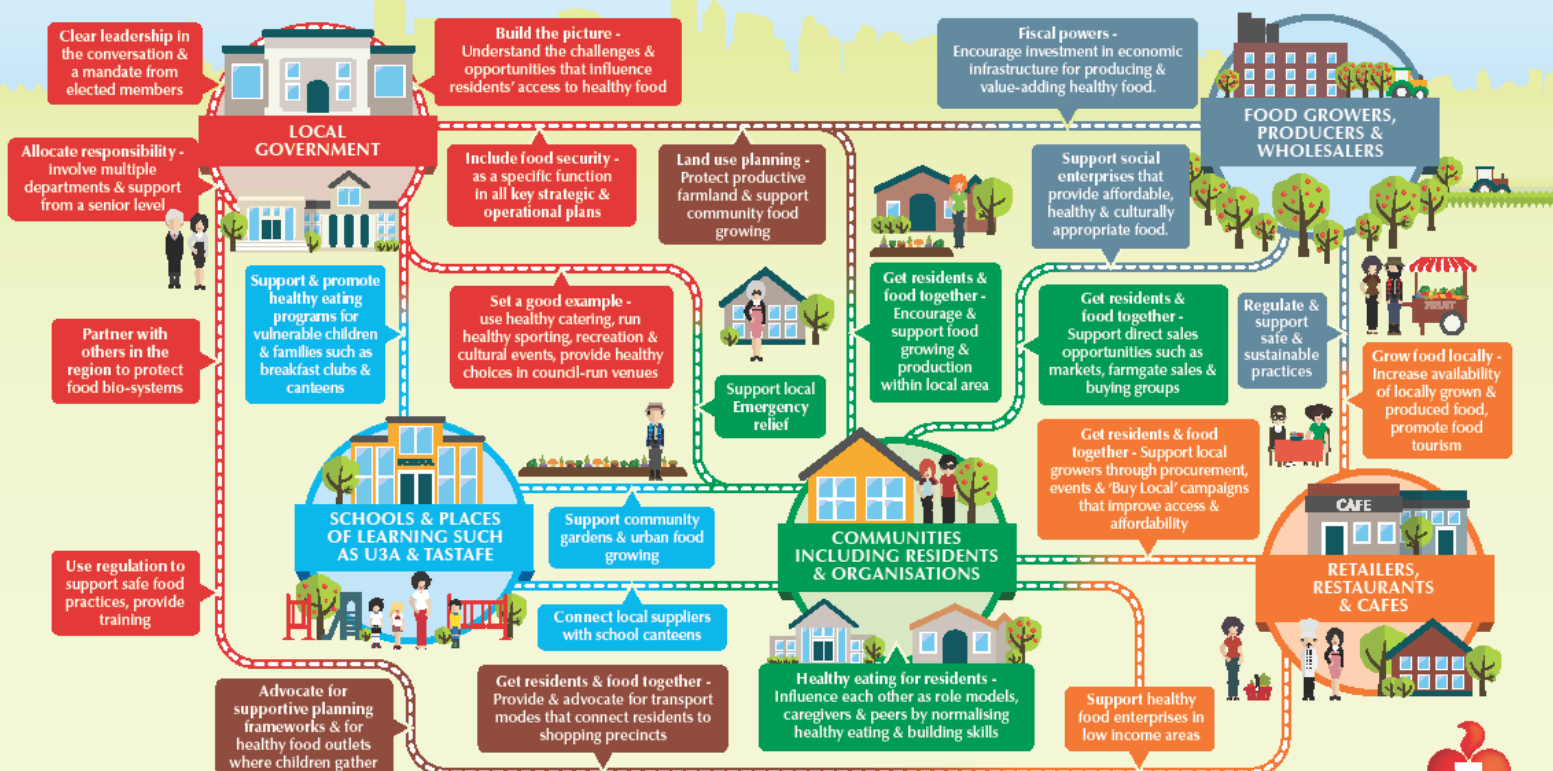 Clear leadership in
the conversation &
a mandate from
elected members
Build the picture -
Understand the challenges &
opportunities that influence
residents' access to healthy food
Fiscal powers -
Encourage investment in economic
infrastructure for producing &
value-adding healthy food.
LOCAL
GOVERNMENT
FOOD GROWERS,
PRODUCERS &
WHOLESALERS
Allocate responsibility -
involve multiple
departments & support
from a senior level
Include food security -
as a specific function
in all key strategic &
operational plans
Land use planning -
Protect productive
farmland & support
community food
growing
Support social
enterprises that
provide affordable,
healthy & culturally
appropriate food.
Support & promote
healthy eating
programs for
vulnerable children
& families such as
breakfast clubs &
canteens
Set a good example -
use healthy catering, run
healthy sporting, recreation &
cultural events, provide healthy
choices in council-run venues
Get residents &
food together -
Encourage &
support food
growing &
production
within local area
Get residents &
food together -
Support direct sales
opportunities such as
markets, farmgate sales &
buying groups
Regulate &
support
safe &
sustainable
practices
FRUIT
Partner with
others in the
region to protect
food bio-systems
Grow food locally -
Increase availability
of locally grown &
produced food,
promote food
tourism
Support local
Emergency
relief
Get residents & food
together - Support local
growers through procurement,
events & 'Buy Local' campaigns
that improve access &
affordability
SCHOOL
SCHOOLS & PLACES
OF LEARNING SUCH
AS U3A & TASTAFE
Support community
gardens & urban food
growing
COMMUNITIES
INCLUDING RESIDENTS
& ORGANISATIONS
CAFE
RETAILERS,
RESTAURANTS
& CAFES
Use regulation to
support safe food
practices, provide
training
Connect local suppliers
with school canteens
Advocate for
supportive planning
frameworks & for
healthy food outlets
where children gather
Get residents & food together -
Provide & advocate for transport
modes that connect residents to
shopping precincts
Healthy eating for residents -
Influence each other as role models,
caregivers & peers by normalising
healthy eating & building skills
Support healthy
food enterprises in
low income areas